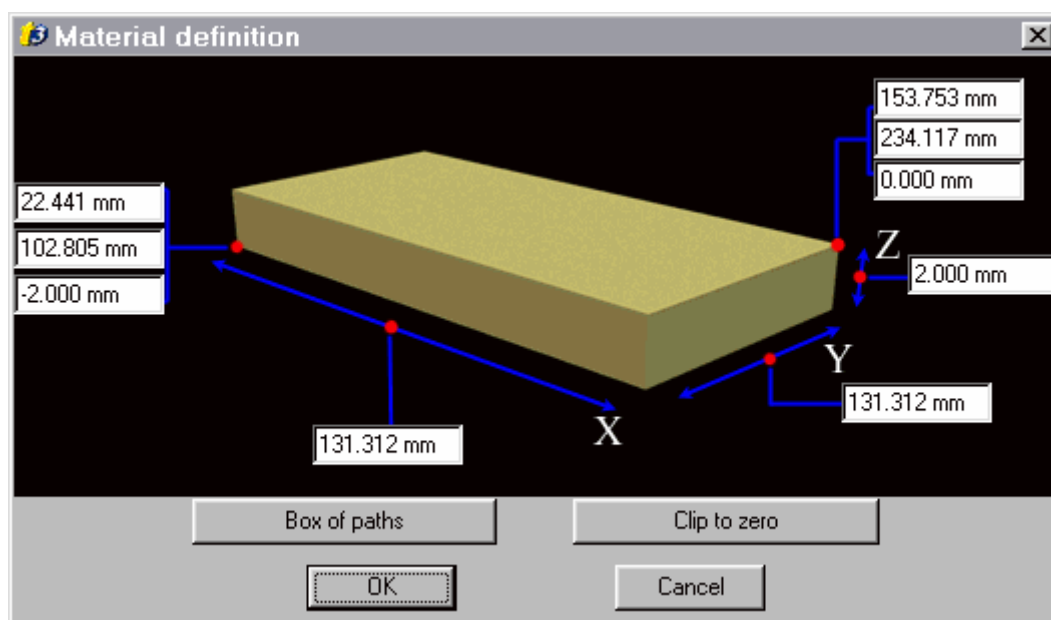 Material definition
153.753 mm
234.117 mm
0.000 mm
22.441 mm
102.805 mm
-2.000 mm
Z
2.000 mm
Y
131.312 mm
X
131.312 mm
Box of paths
Clip to zero
OK
Cancel